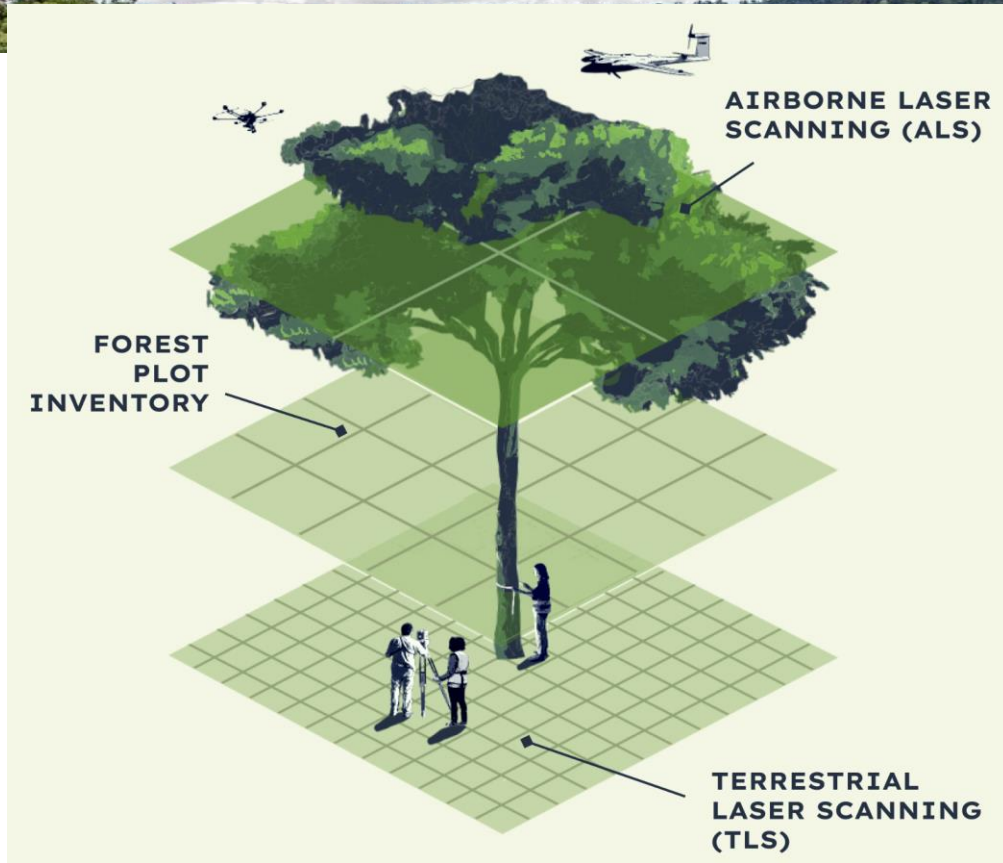 AIRBORNE LASER
SCANNING (ALS)
FOREST
PLOT
INVENTORY
TERRESTRIAL
LASER SCANNING
(TLS)